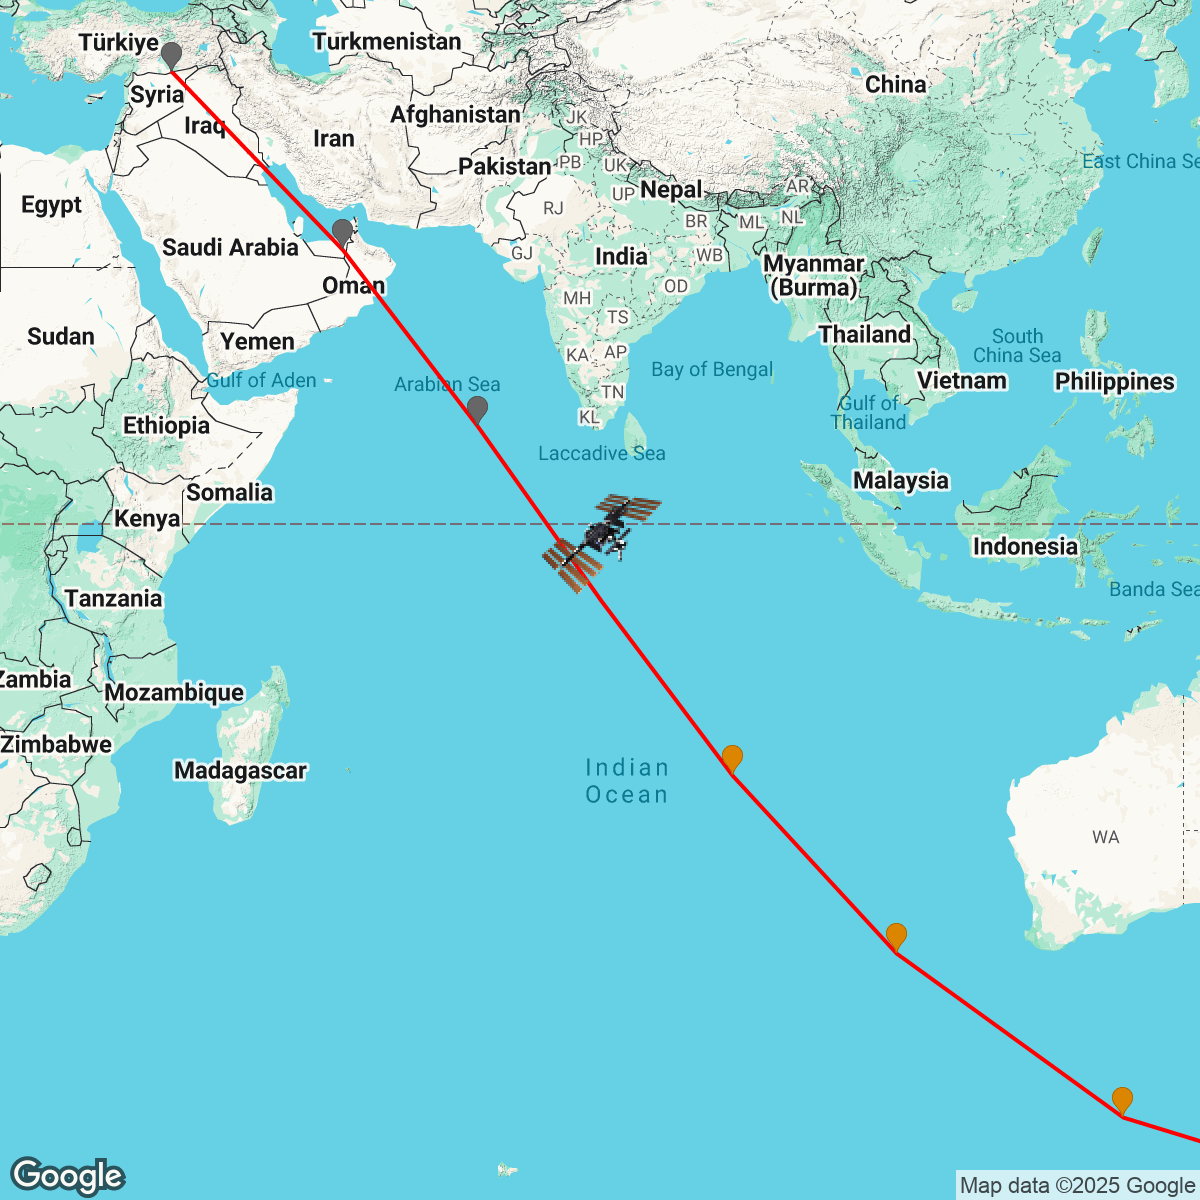 Türkiye
Turkmenistan
China
Syria
Afghanistan
JK
Iraq
Iran
HP
East China Se
Pakistan
PB
UK
Nepal
AR
UP
Egypt
RJ
BR
ML
NL
Saudi Arabia
GJ
India
WB
Myanmar
(Burma)
Oman
OD
MH
TS
Sudan
Yemen
Thailand
South
China Sea
KA
AP
Gulf of Aden
Arabian Sea
Bay of Bengal
Vietnam
Philippines
TN
Gulf of
Thailand
KL
Ethiopia
Laccadive Sea
Malaysia
Somalia
Kenya
Indonesia
Banda Sea
Tanzania
Zambia
Mozambique
Zimbabwe
Madagascar
Indian
Ocean
WA
Google
Map data ©2025 Google